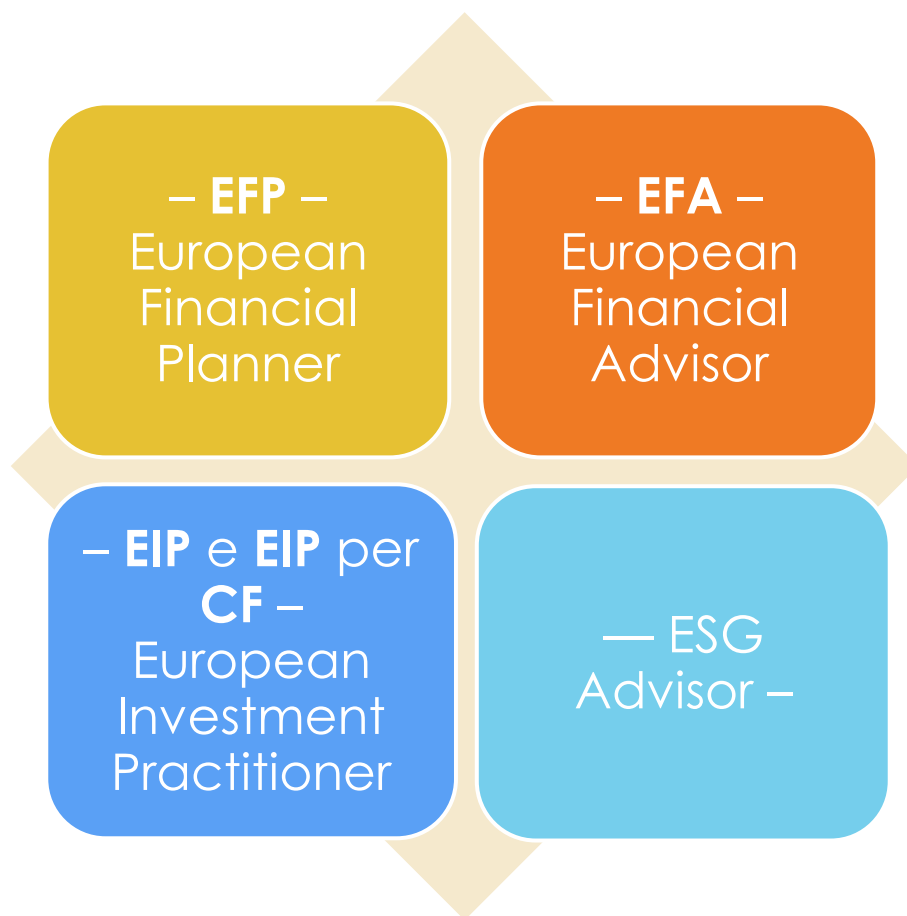 – EFP –
European
Financial
Planner
– EFA –
European
Financial
Advisor
– EIP e EIP per
CF –
European
Investment
Practitioner
— ESG
Advisor –